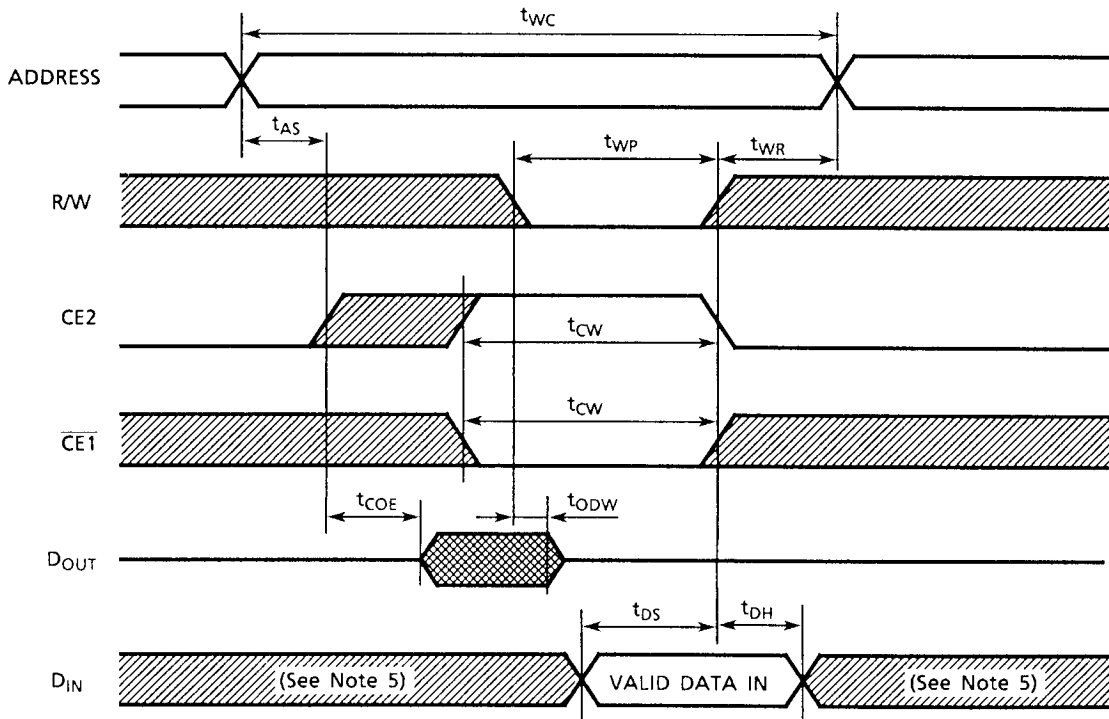 tWC
ADDRESS
tAS
tWP
tWR
R/W
CE2
tCW
tCW
CE1
tCOE
tODW
DOUT
tDS
tDH
DIN
(See Note 5)
VALID DATA IN
(See Note 5)